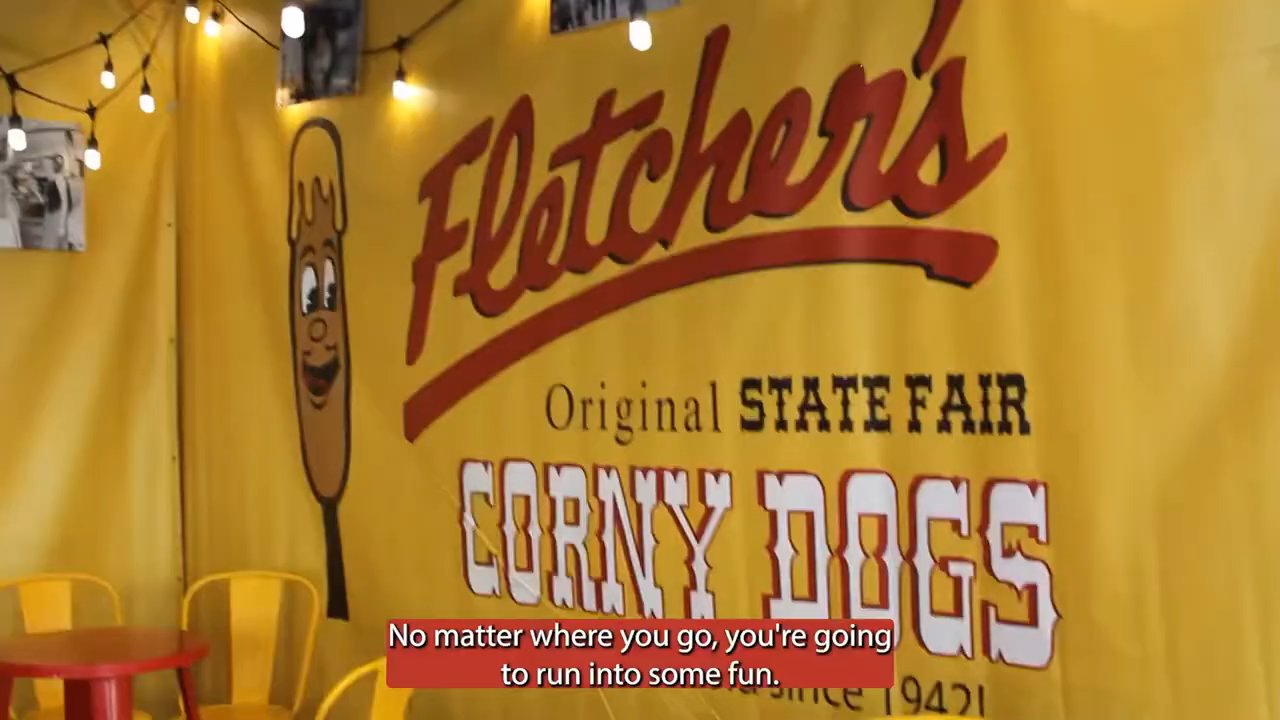 Fletcher's
Original STATE FAIR
CORNY DOGS
since 1942!
No matter where you go, you're going
to run into some fun.